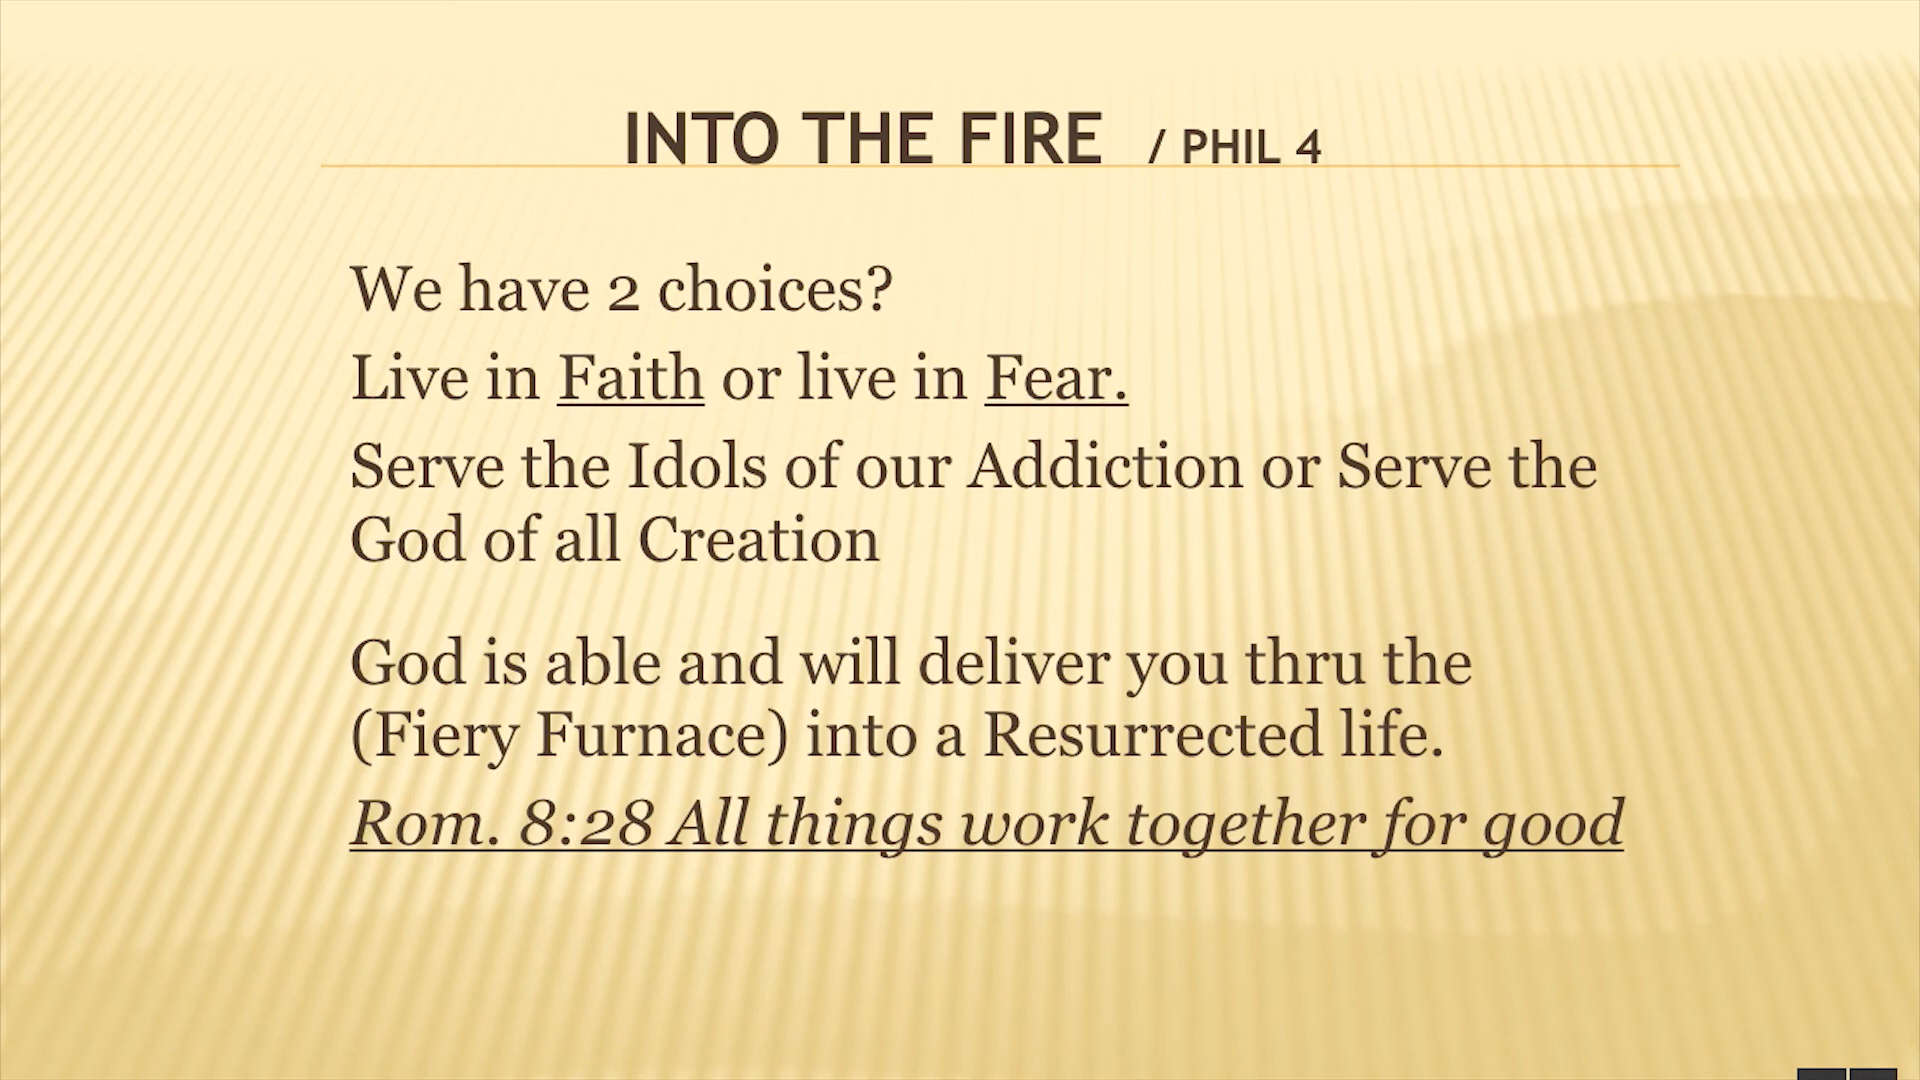 INTO THE FIRE / PHIL 4
We have 2 choices?
Live in Faith or live in Fear.
Serve the Idols of our Addiction or Serve the
God of all Creation
God is able and will deliver you thru the
(Fiery Furnace) into a Resurrected life.
Rom. 8:28 All things work together for good